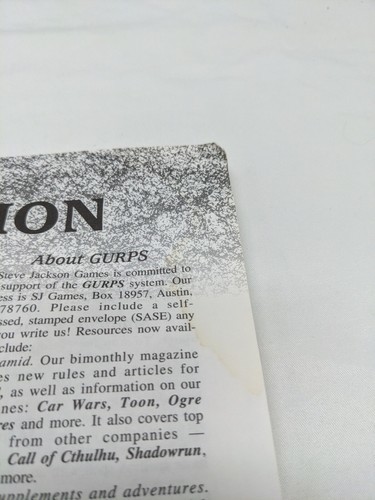 ION
About GURPS
Steve Jackson Games is committed to
support of the GURPS system. Our
ess is SJ Games, Box 18957, Austin,
78760. Please include a self-
ssed, stamped envelope (SASE) any
you write us! Resources now avail-
clude:
amid. Our bimonthly magazine
es new rules and articles for
, as well as information on our
nes: Car Wars, Toon, Ogre
res and more. It also covers top
from other companies —
Call of Cthulhu, Shadowrun,
more.
upplements and adventures.